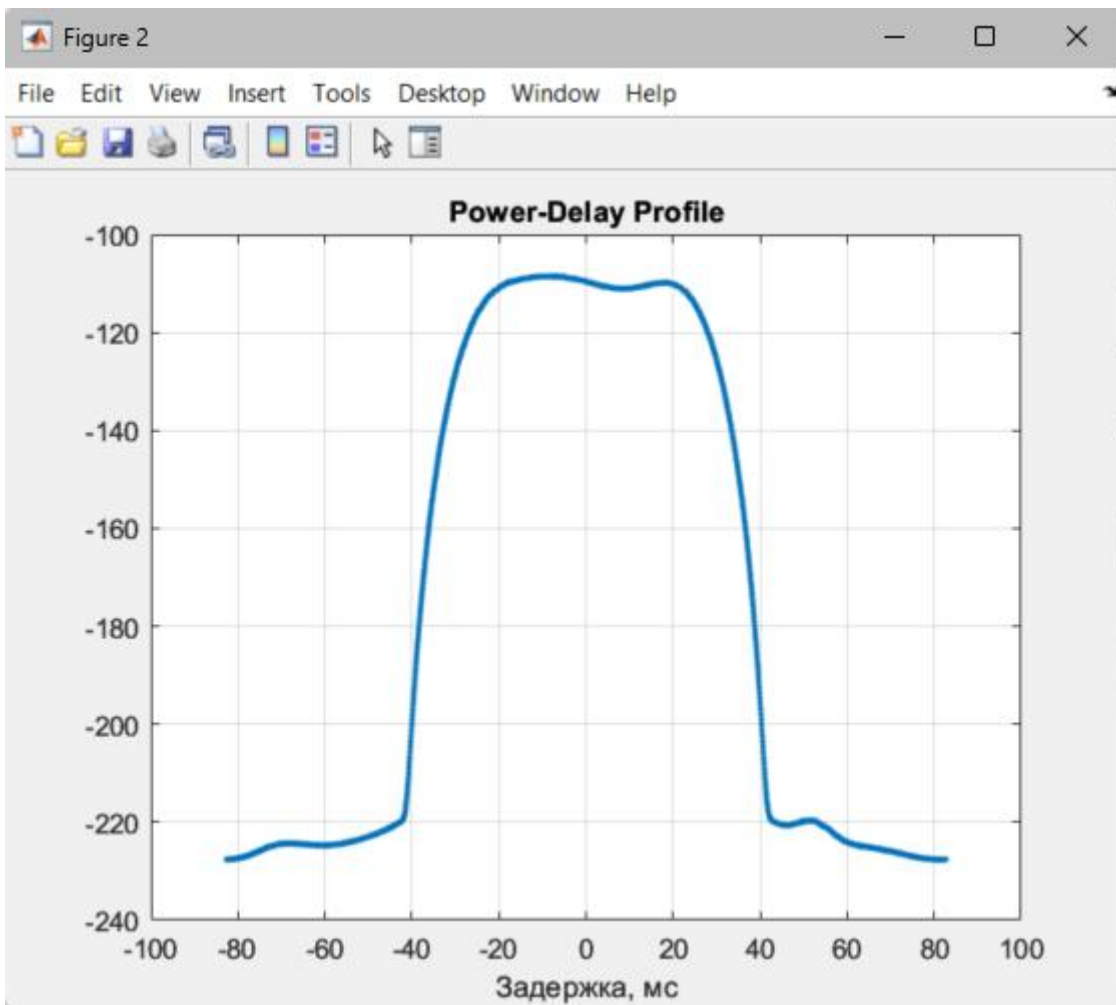 Figure 2
File Edit View Insert Tools Desktop Window Help
Power-Delay Profile
-100
-120
-140
-160
-180
-200
-220
-240
-100 -80 -60 -40 -20 0 20 40 60 80 100
Задержка, мс